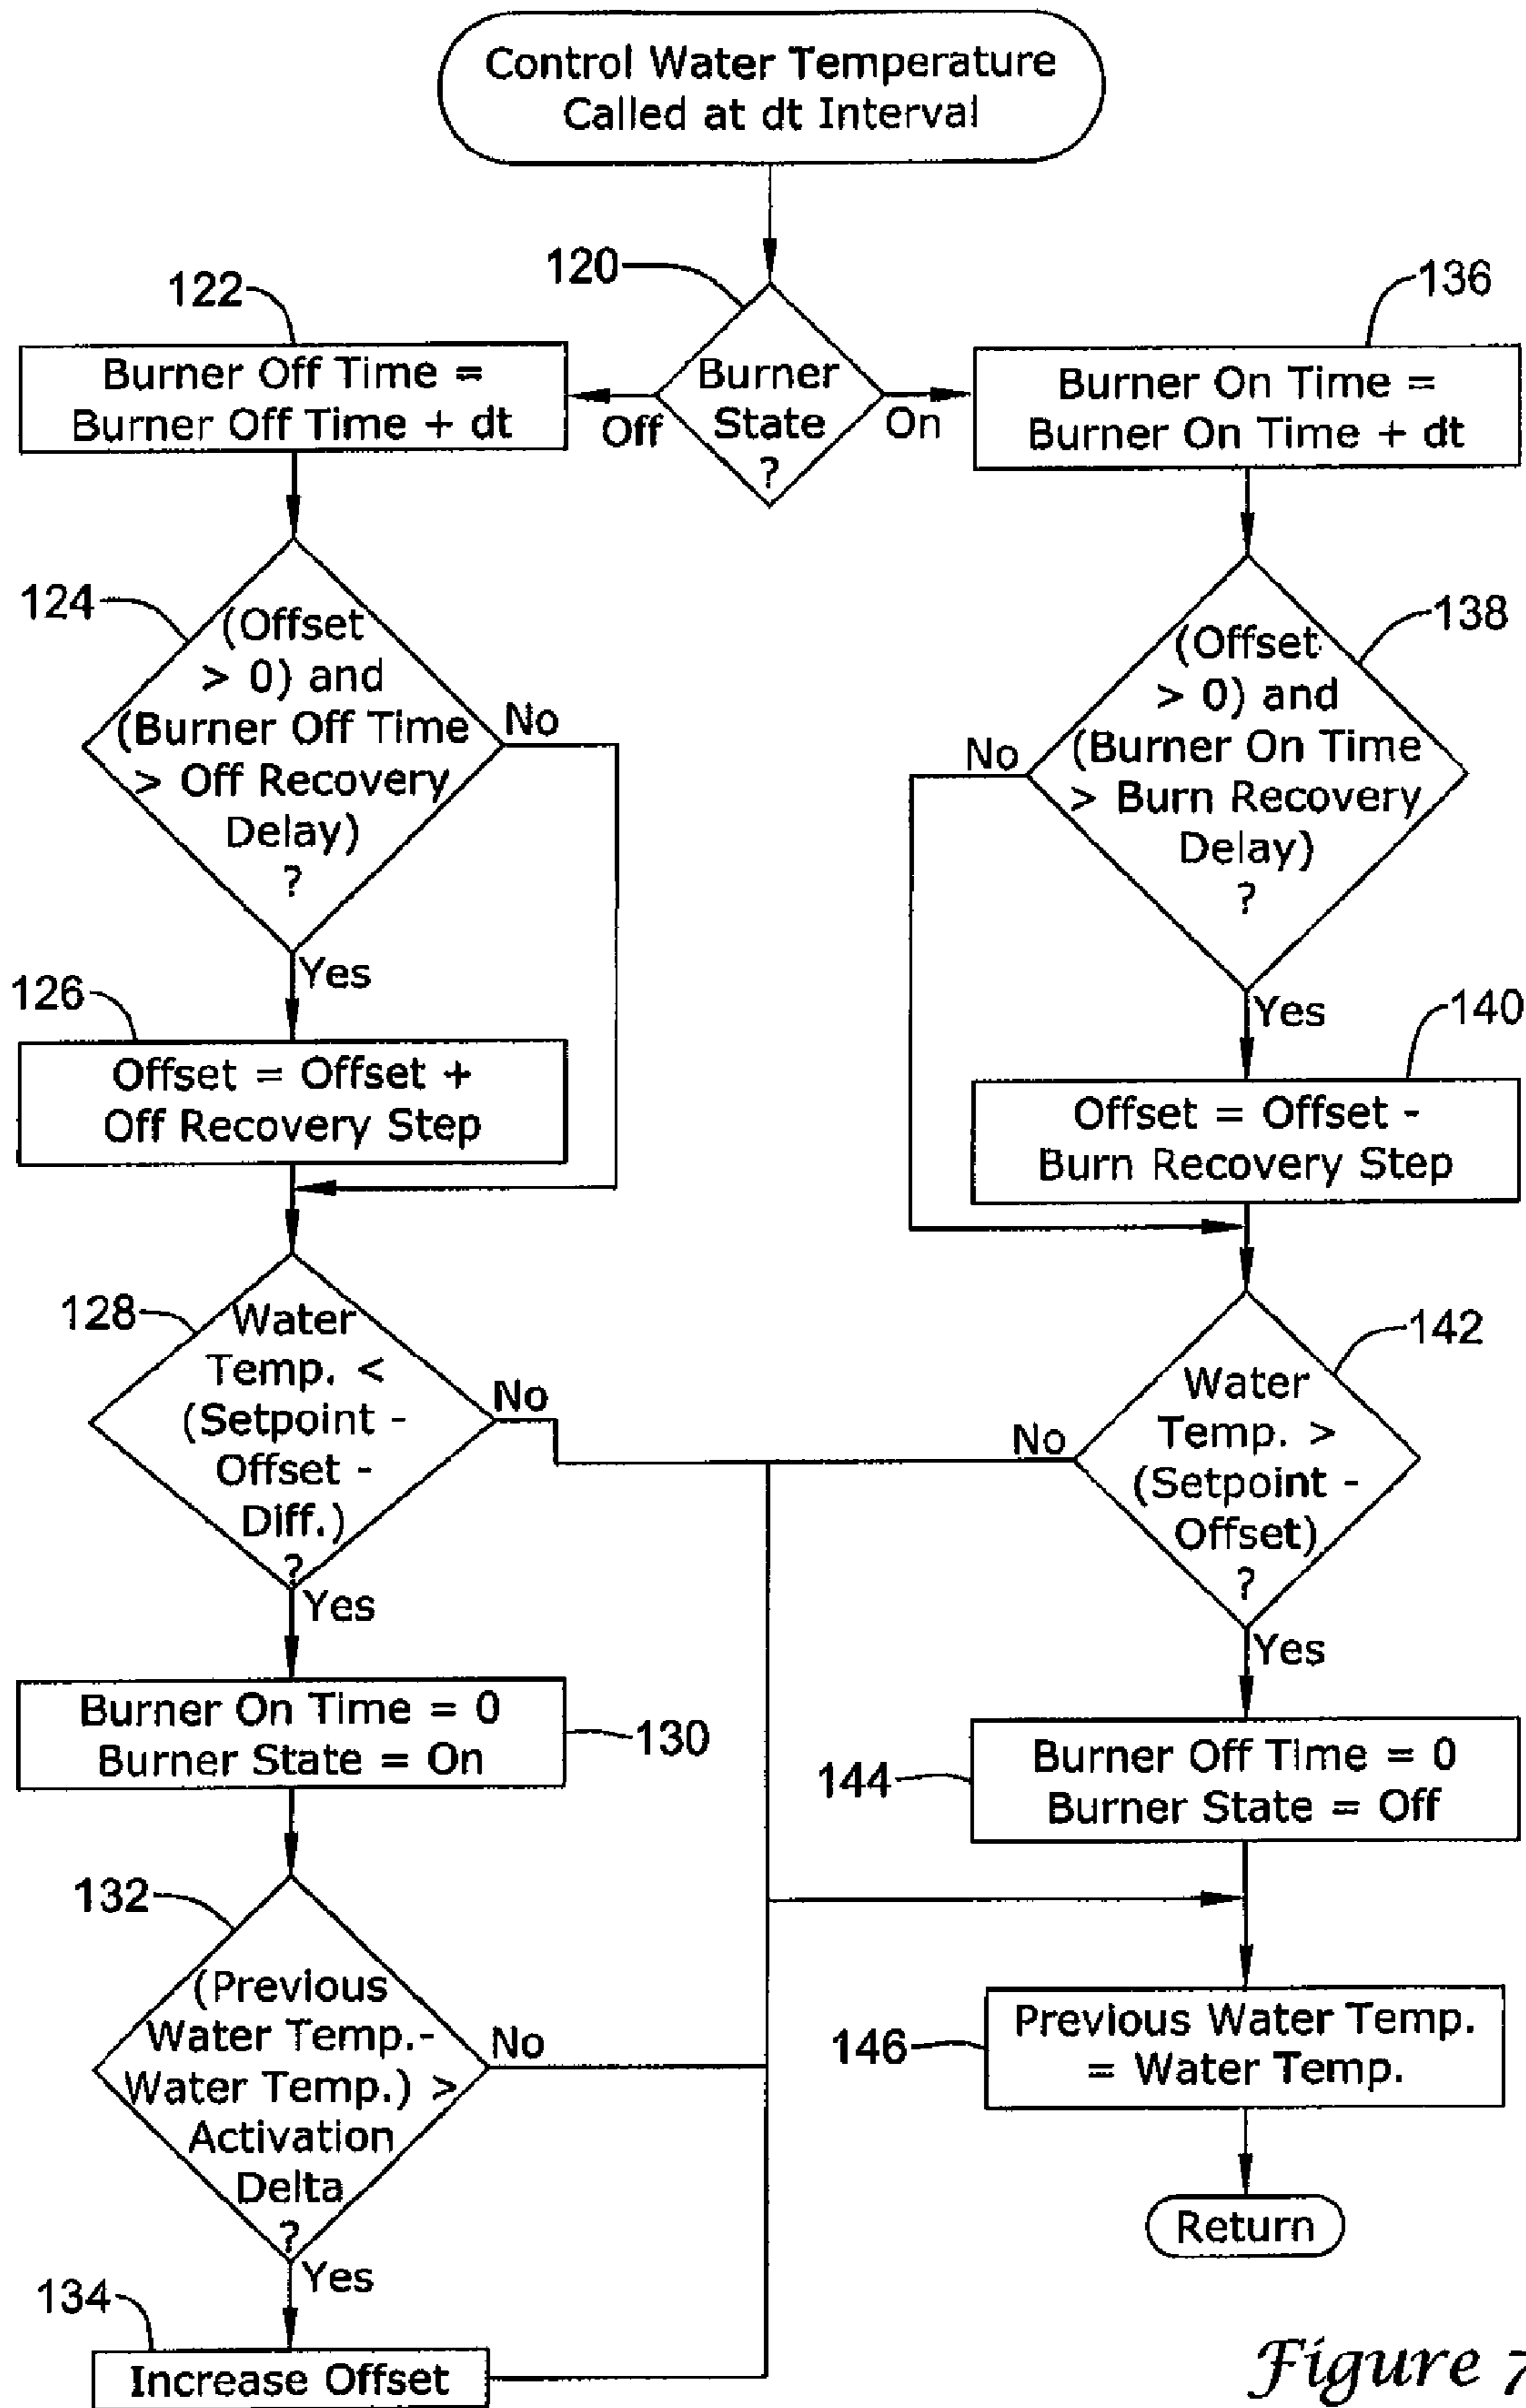 Control Water Temperature
Called at dt Interval
120
Burner
State
?
Off
On
122
Burner Off Time =
Burner Off Time + dt
124
(Offset
> 0) and
(Burner Off Time
> Off Recovery
Delay)
?
No
Yes
126
Offset = Offset +
Off Recovery Step
128
Water
Temp. <
(Setpoint -
Offset -
Diff.)
?
No
Yes
Burner On Time = 0
Burner State = On
130
132
(Previous
Water Temp.-
Water Temp.) >
Activation
Delta
?
No
Yes
134
Increase Offset
136
Burner On Time =
Burner On Time + dt
138
(Offset
> 0) and
(Burner On Time
> Burn Recovery
Delay)
?
No
Yes
140
Offset = Offset -
Burn Recovery Step
142
Water
Temp. >
(Setpoint -
Offset)
?
No
Yes
144
Burner Off Time = 0
Burner State = Off
146
Previous Water Temp.
= Water Temp.
Return
Figure 7